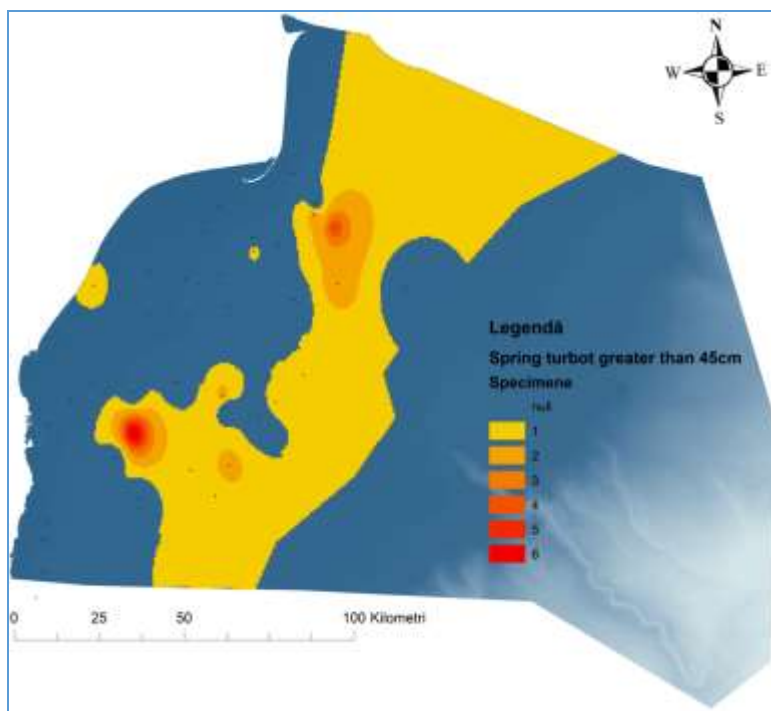 N
W E
S
Legendă
Spring turbot greater than 45cm
Specimene
null
1
2
3
4
5
6
0 25 50 100 Kilometri